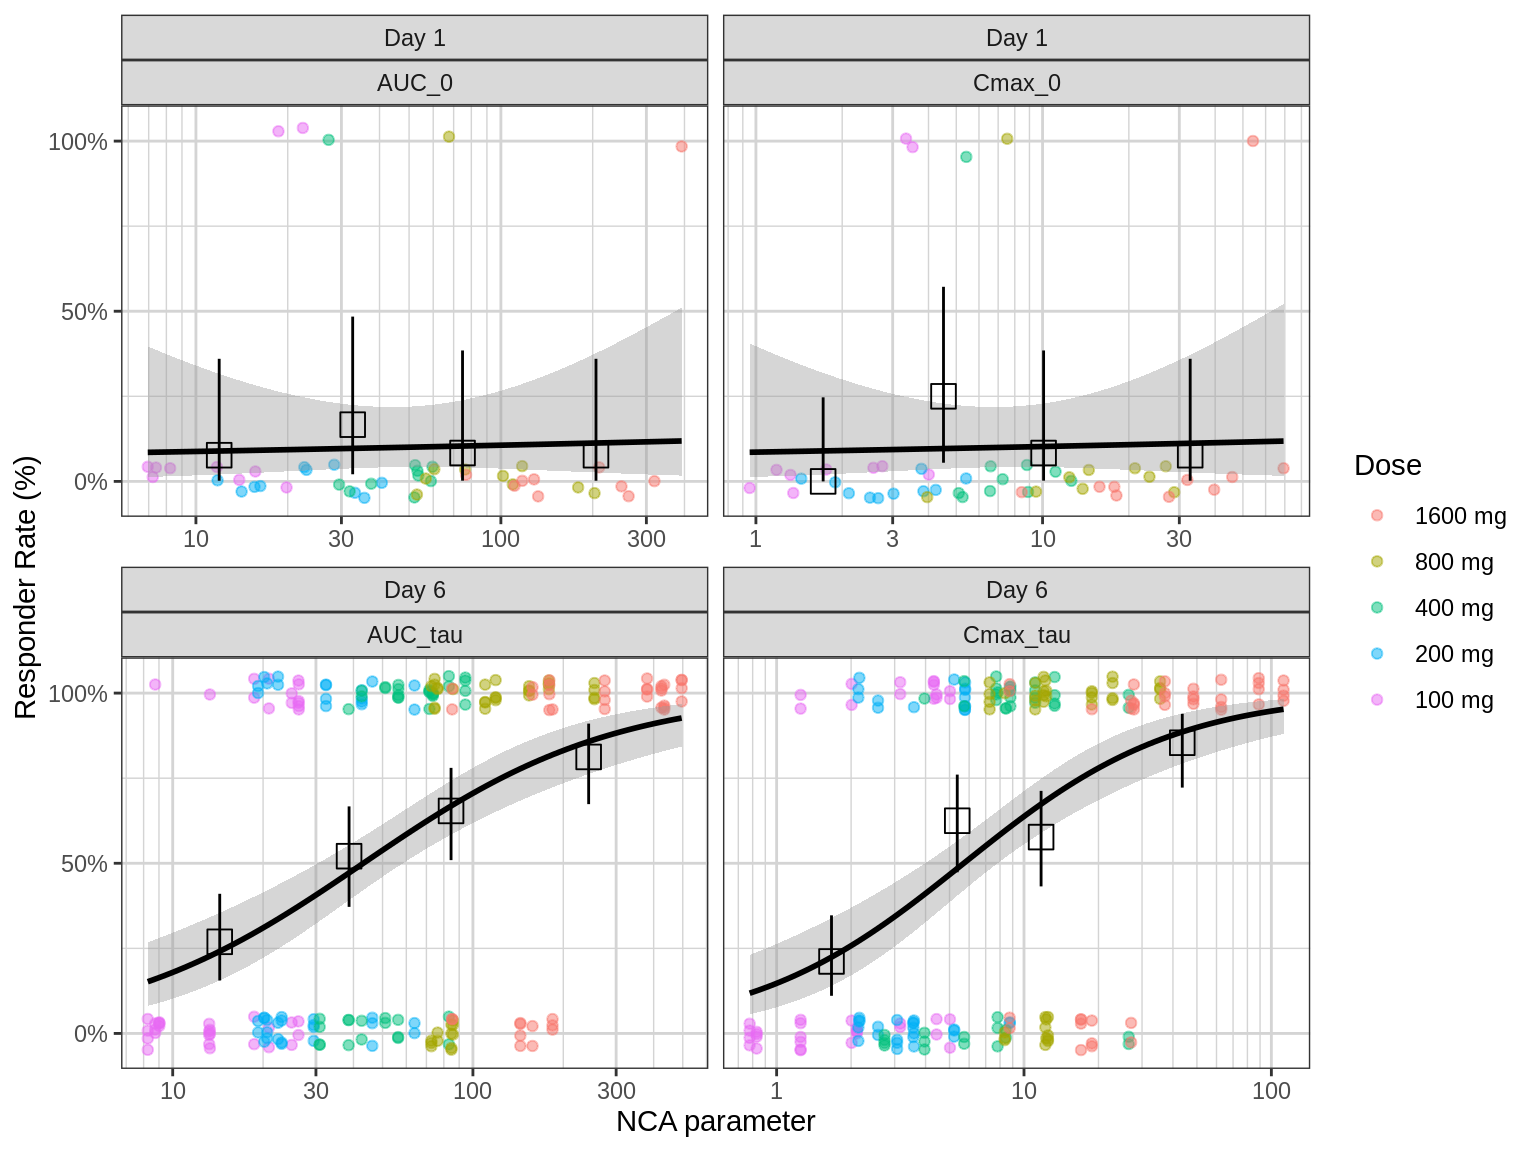 Day 1
Day 1
AUC_0
Cmax_0
100%
50%
0%
10
30
100
300
1
3
10
30
Day 6
Day 6
AUC_tau
Cmax_tau
100%
50%
0%
10
30
100
300
1
10
100
NCA parameter
Responder Rate (%)
Dose
1600 mg
800 mg
400 mg
200 mg
100 mg